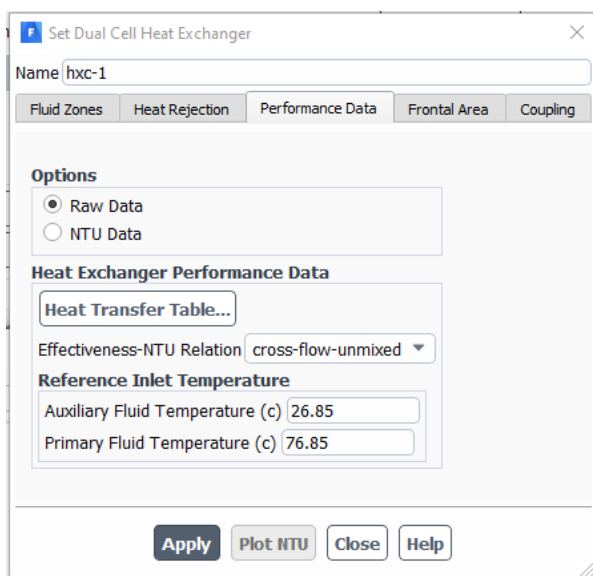 Set Dual Cell Heat Exchanger
Name hxc-1
Fluid Zones Heat Rejection Performance Data Frontal Area Coupling
Options
Raw Data
NTU Data
Heat Exchanger Performance Data
Heat Transfer Table...
Effectiveness-NTU Relation cross-flow-unmixed
Reference Inlet Temperature
Auxiliary Fluid Temperature (c) 26.85
Primary Fluid Temperature (c) 76.85
Apply Plot NTU Close Help